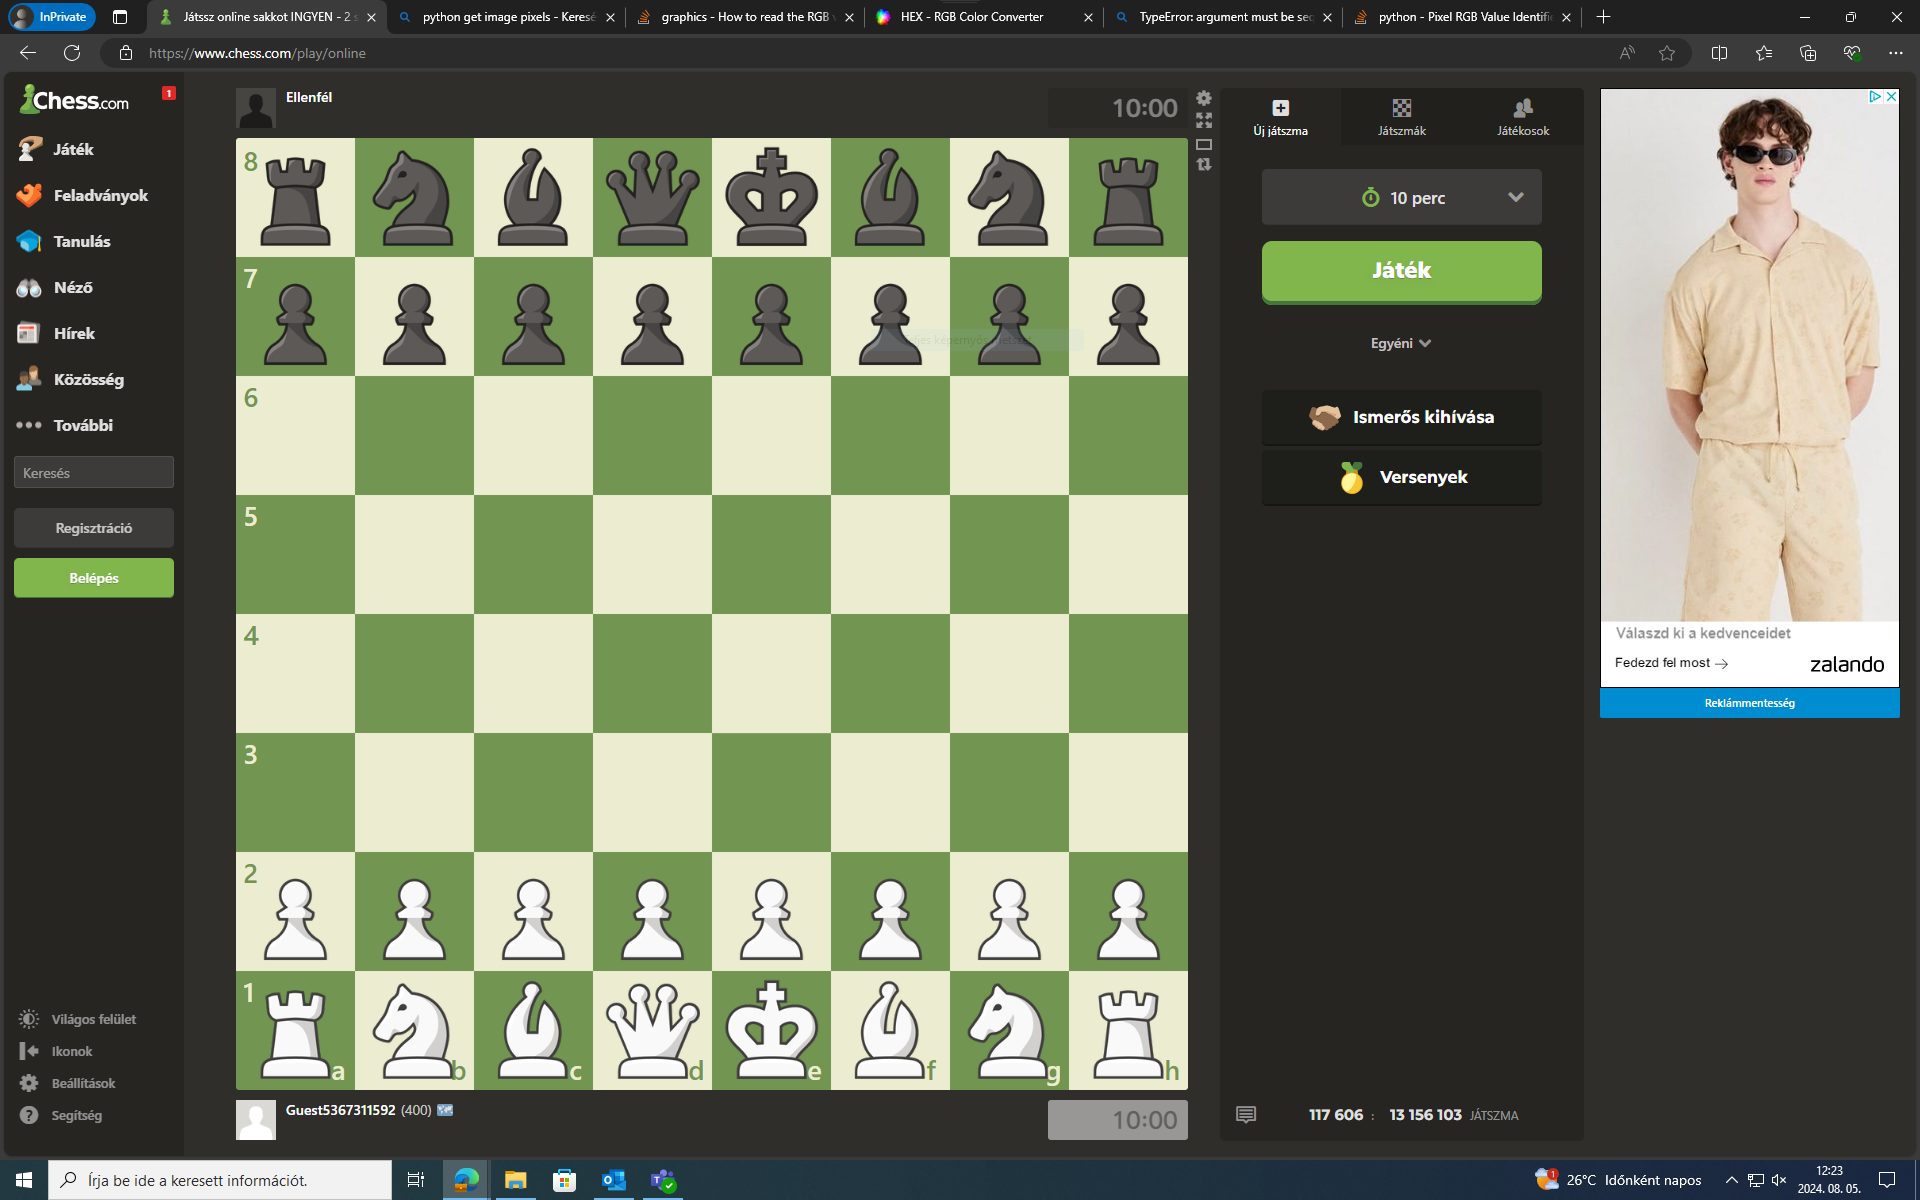 InPrivate
Játssz online sakkot INGYEN - 2 s
python get image pixels - Keresé
graphics - How to read the RGB v
HEX - RGB Color Converter
TypeError: argument must be seq
python - Pixel RGB Value Identifi
https://www.chess.com/play/online
Chess.com
1
Játék
Feladványok
Tanulás
Néző
Hírek
Közösség
További
Keresés
Regisztráció
Belépés
Világos felület
Ikonok
Beállítások
Segítség
Ellenfél
10:00
8
7
6
5
4
3
2
1
a b c d e f g h
Guest5367311592 (400)
10:00
Új játszma
Játszmák
Játékosok
10 perc
Játék
Egyéni
Ismerős kihívása
Versenyek
117 606 : 13 156 103 JÁTSZMA
Válaszd ki a kedvenceidet
Fedezd fel most →
zalando
Reklámmentesség
Írja be ide a keresett információt.
1
26°C Időnként napos
12:23
2024. 08. 05.